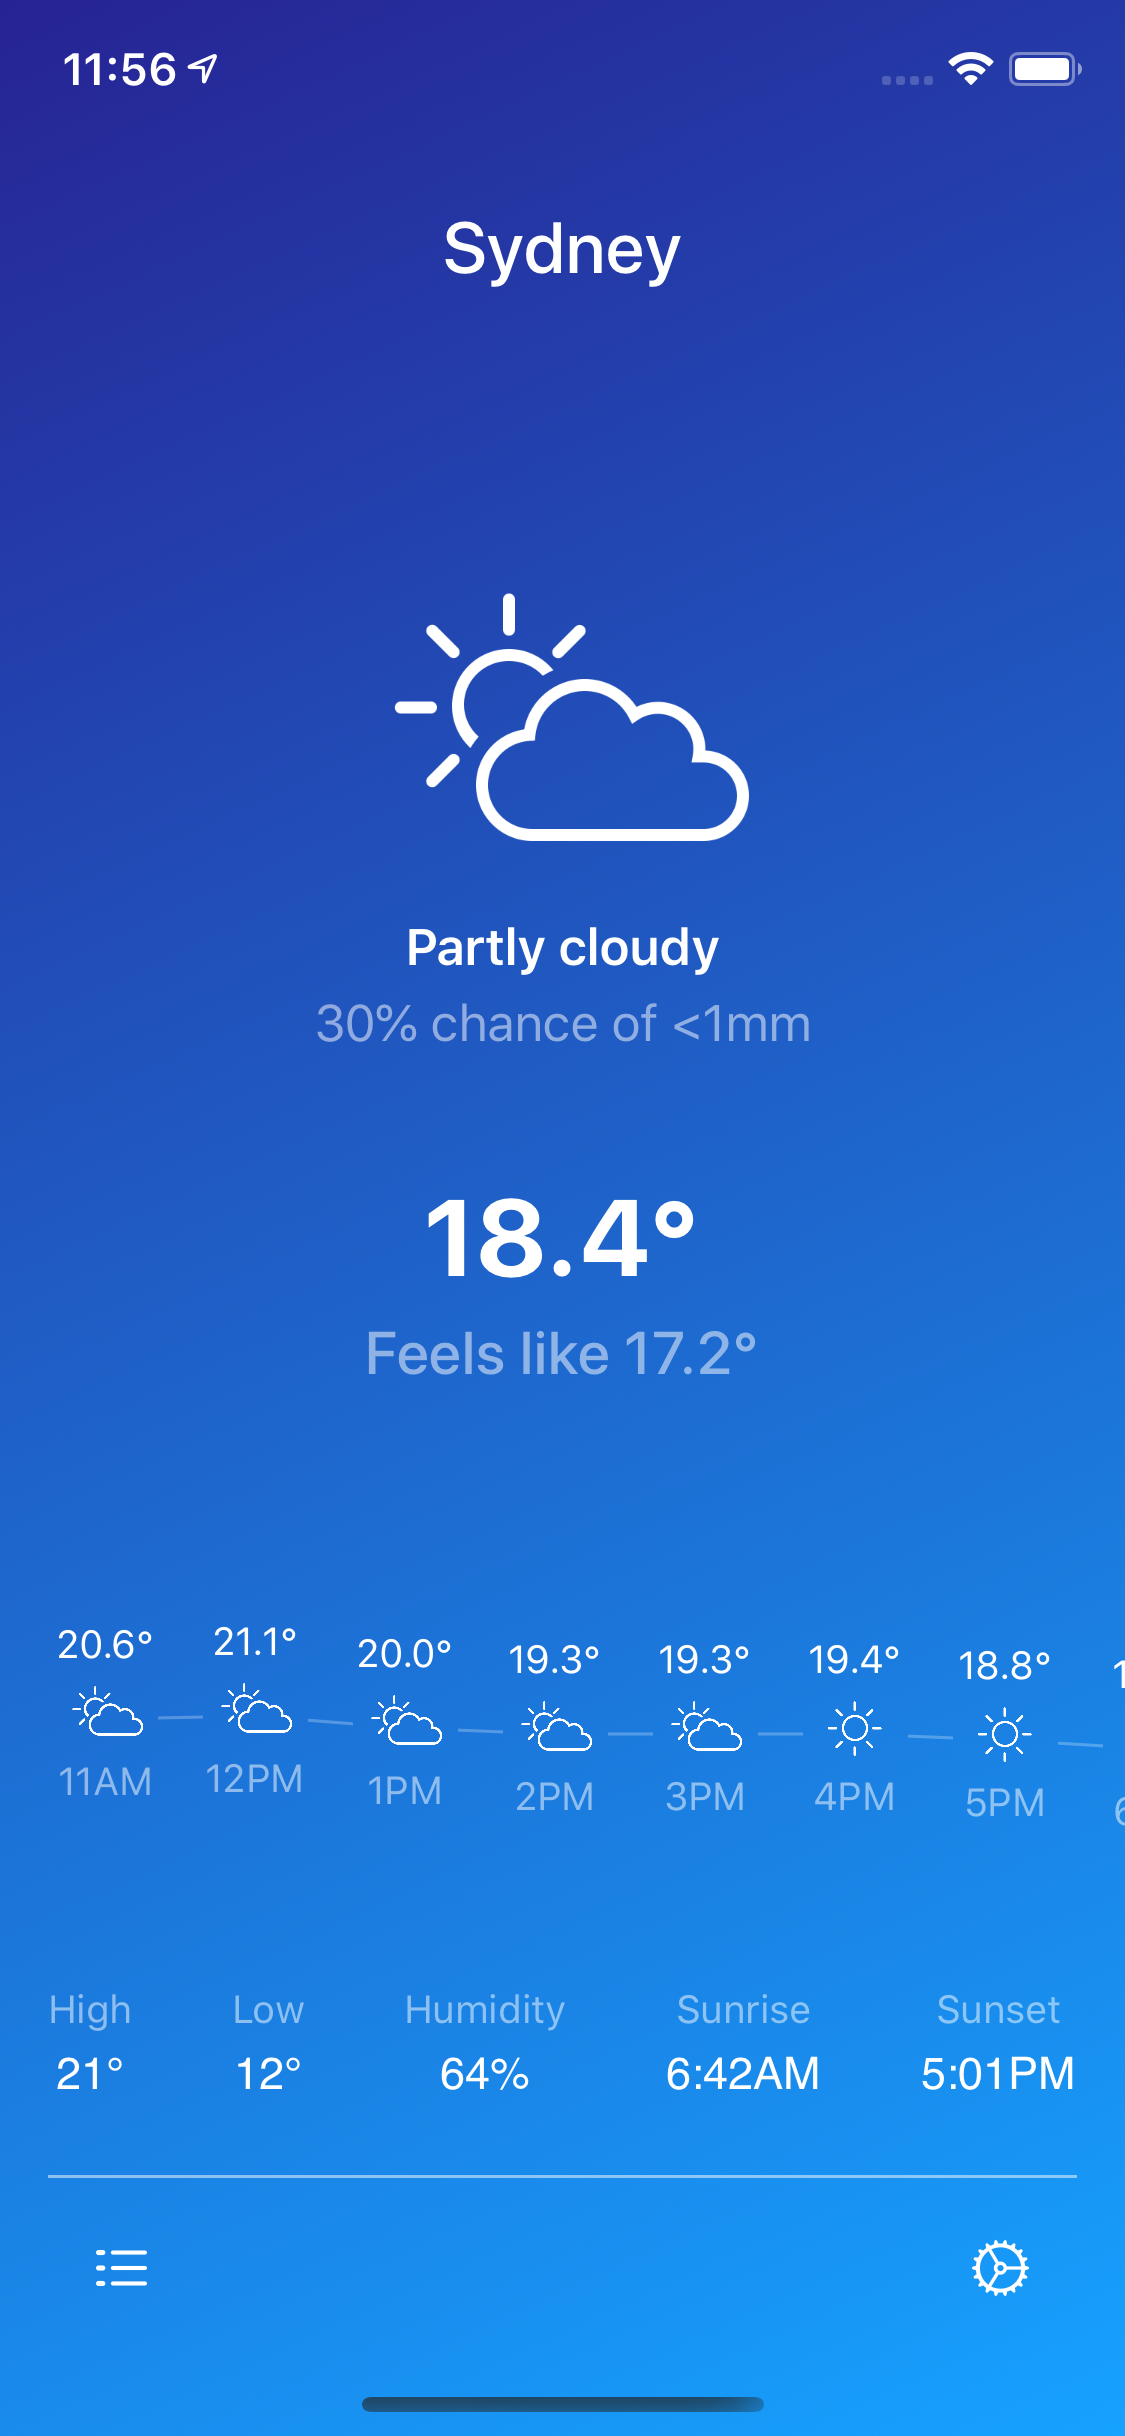 11:56
Sydney
Partly cloudy
30% chance of <1mm
18.4°
Feels like 17.2°
20.6° 21.1° 20.0° 19.3° 19.3° 19.4° 18.8°
11AM 12PM 1PM 2PM 3PM 4PM 5PM
High Low Humidity Sunrise Sunset
21° 12° 64% 6:42AM 5:01PM